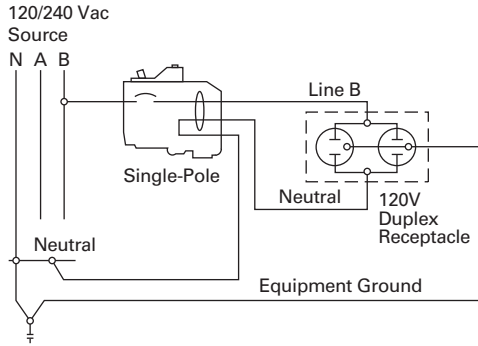 120/240 Vac
Source
N A B
Line B
Single-Pole
Neutral
120V
Duplex
Receptacle
Neutral
Equipment Ground